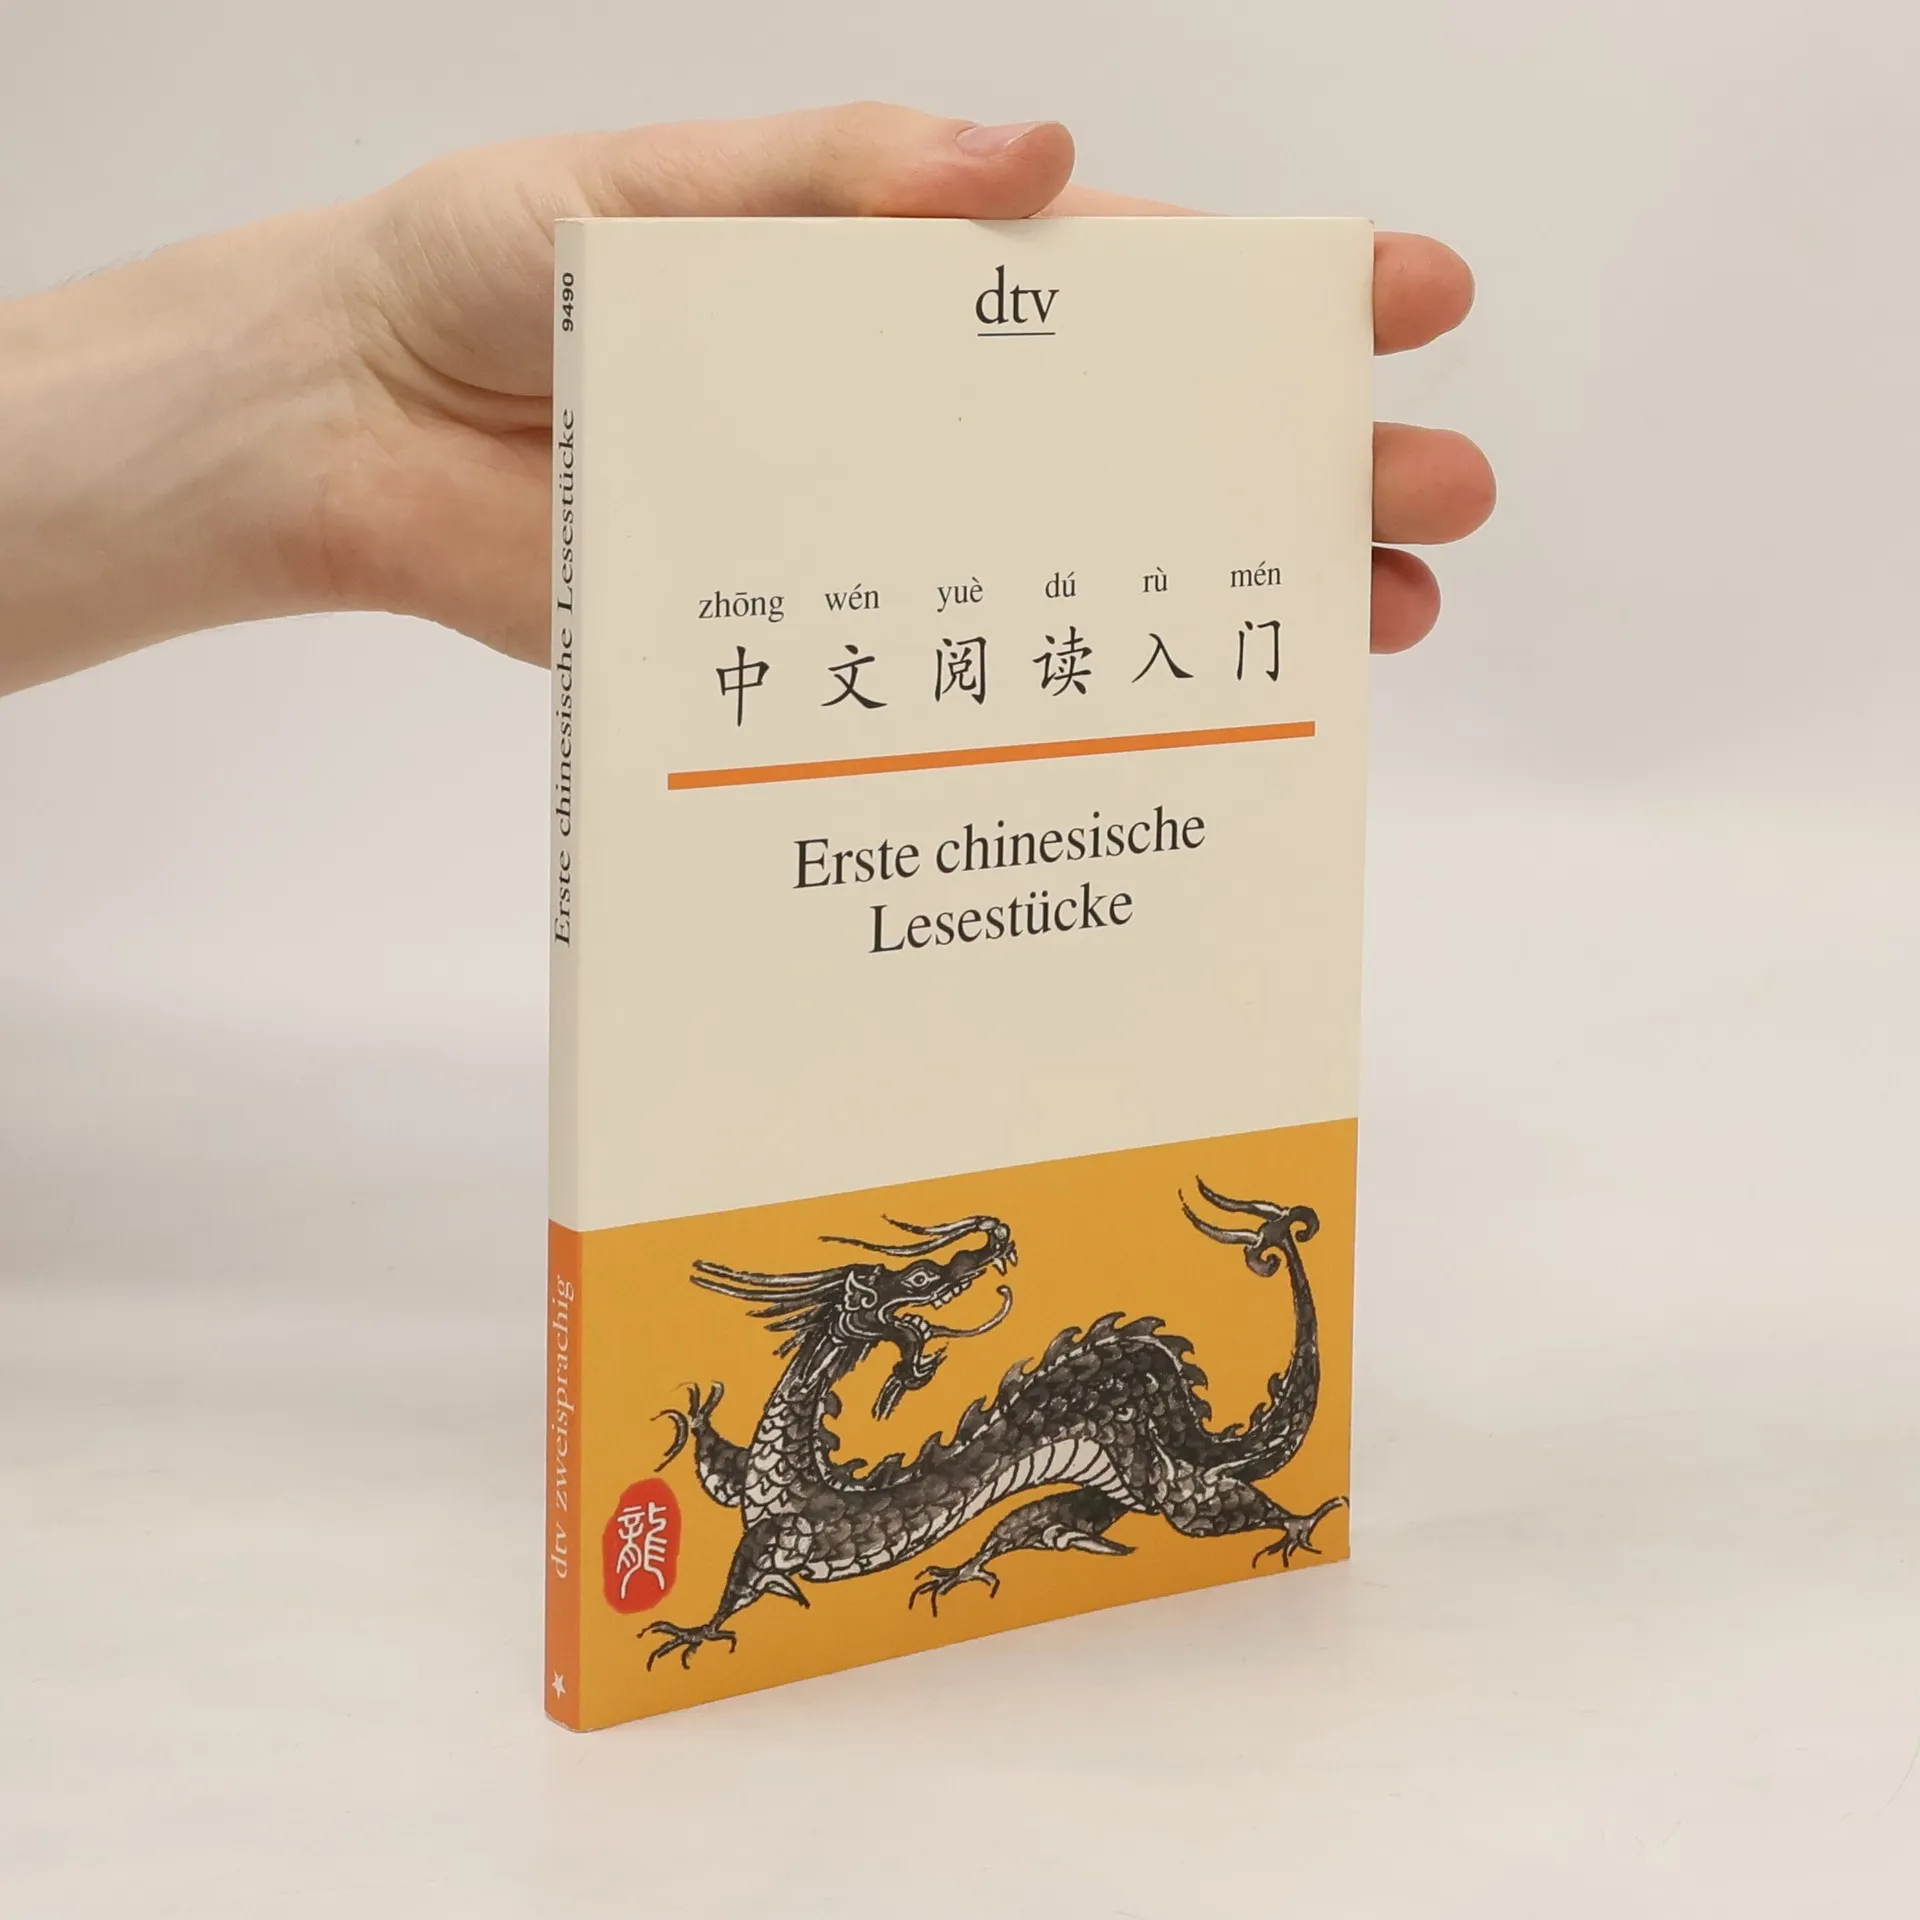 dtv
zhōng wén yuè dú rù mén
中文阅读入门
Erste chinesische
Lesestücke
龍
9490
Erste chinesische Lesestücke
dtv zweisprachig